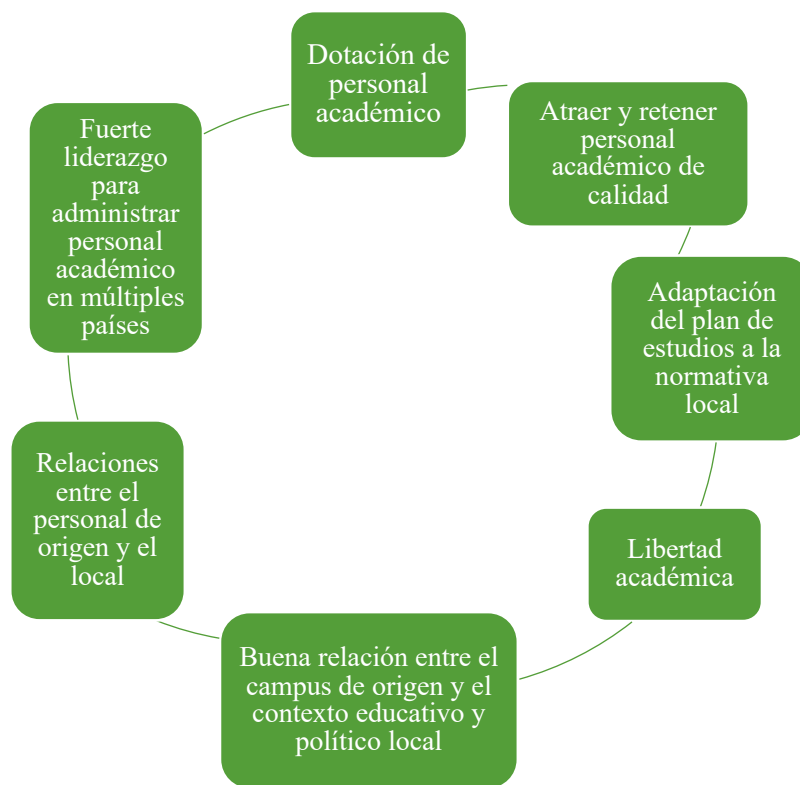 Dotación de
personal
académico
Atraer y retener
personal
académico de
calidad
Adaptación
del plan de
estudios a la
normativa
local
Libertad
académica
Buena relación entre el
campus de origen y el
contexto educativo y
político local
Relaciones
entre el
personal de
origen y el
local
Fuerte
liderazgo
para
administrar
personal
académico
en múltiples
países